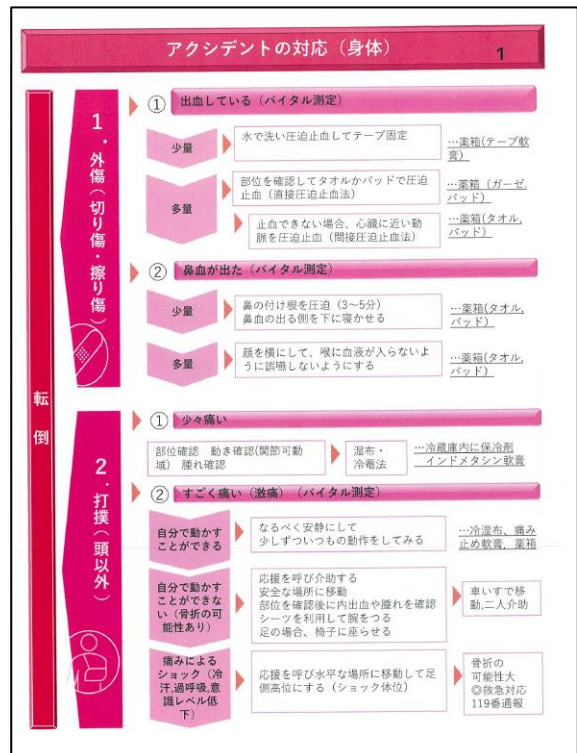 アクシデントの対応（身体）
1
転倒
1．外傷（切り傷・擦り傷）
① 出血している（バイタル測定）
少量
水で洗い圧迫止血してテープ固定
…薬箱(テープ軟
膏）
多量
部位を確認してタオルかパッドで圧迫
止血（直接圧迫止血法）
…薬箱（ガーゼ,
パッド）
止血できない場合、心臓に近い動
脈を圧迫止血（間接圧迫止血法）
…薬箱(タオル,
パッド）
② 鼻血が出た（バイタル測定）
少量
鼻の付け根を圧迫（3～5分）
鼻血の出る側を下に寝かせる
…薬箱(タオル,
パッド）
多量
顔を横にして、喉に血液が入らないよ
うに誤嚥しないようにする
…薬箱(タオル,
パッド）
2．打撲（頭以外）
① 少々痛い
部位確認　動き確認(関節可動
域)　腫れ確認
湿布・
冷罨法
…冷蔵庫内に保冷剤
インドメタシン軟膏
② すごく痛い（激痛）（バイタル測定）
自分で動かす
ことができる
なるべく安静にして
少しずついつもの動作をしてみる
…冷湿布、痛み
止め軟膏、薬箱
自分で動かす
ことができな
い（骨折の可
能性あり）
応援を呼び介助する
安全な場所に移動
部位を確認後に内出血や腫れを確認
シーツを利用して腕をつる
足の場合、椅子に座らせる
車いすで移
動,二人介助
痛みによる
ショック（冷
汗,過呼吸,意
識レベル低
下）
応援を呼び水平な場所に移動して足
側高位にする（ショック体位）
骨折の
可能性大
◎救急対応
119番通報